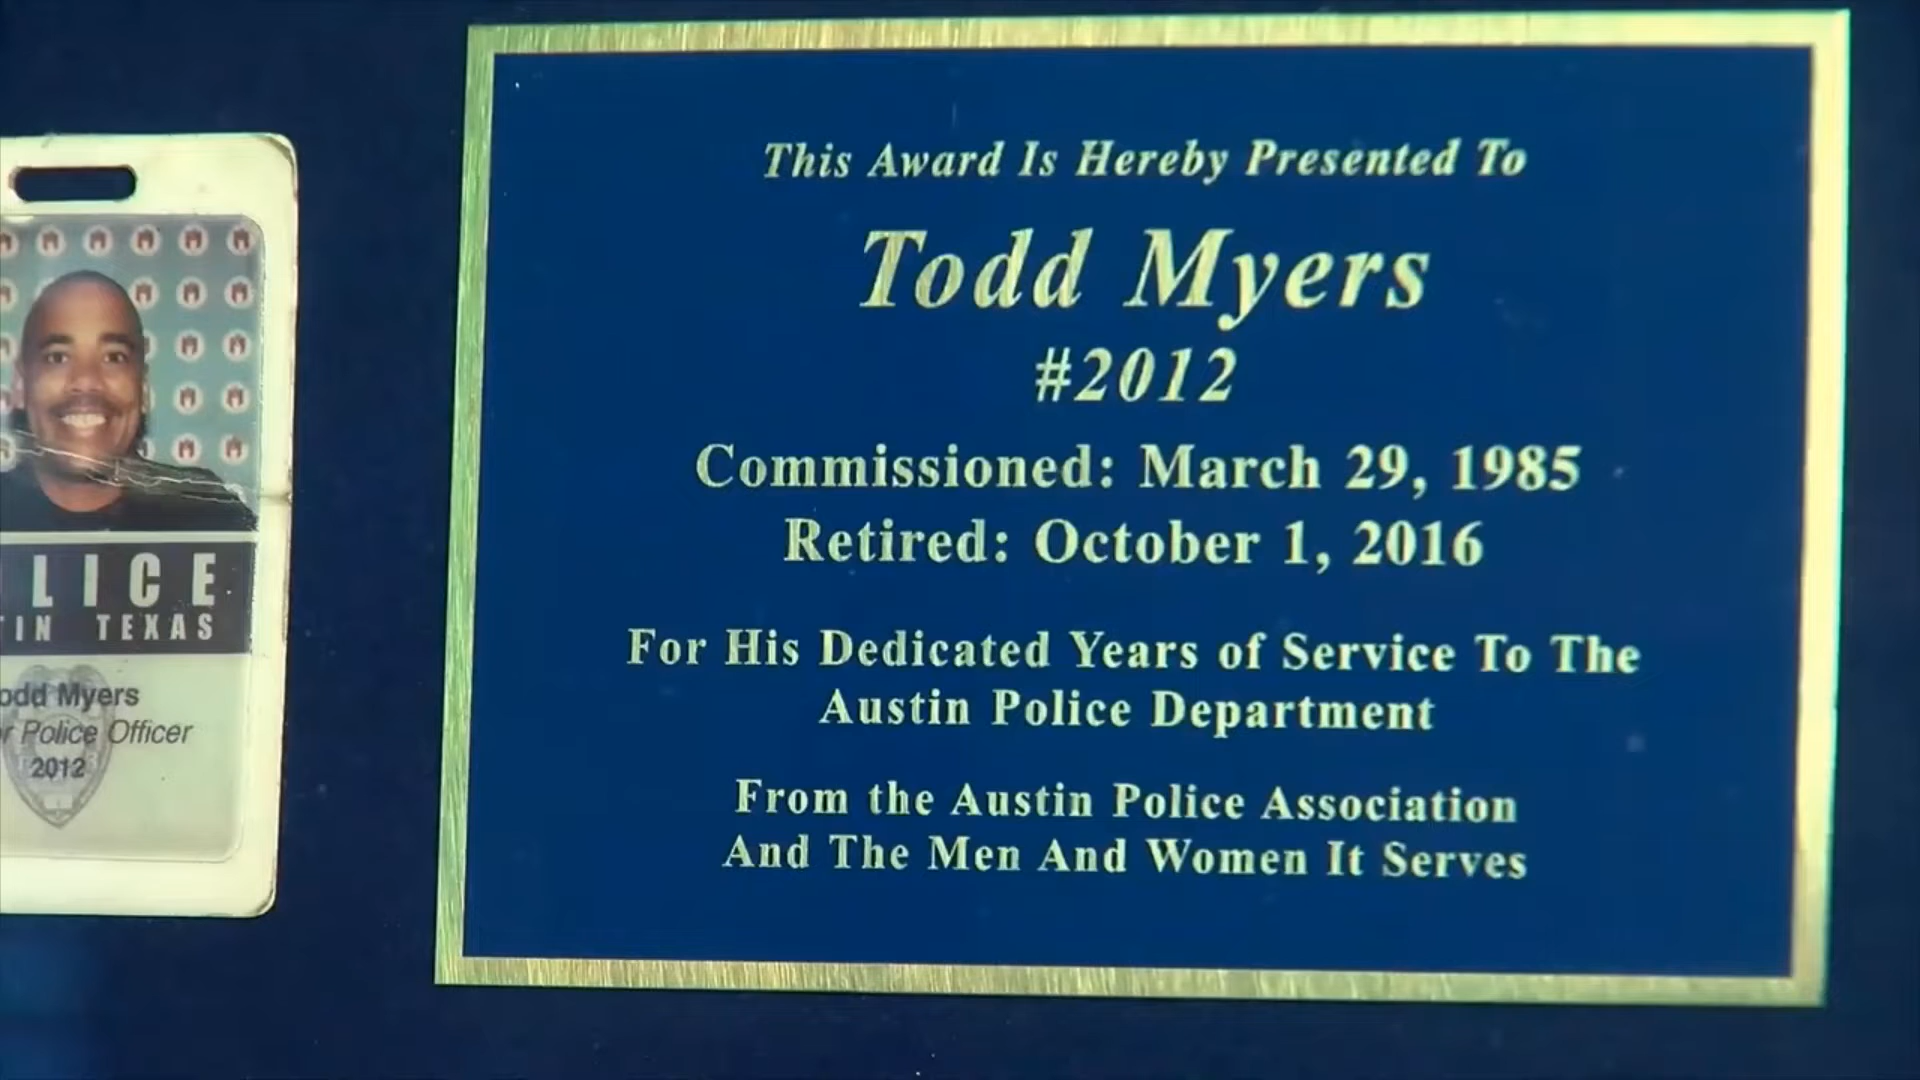 This Award Is Hereby Presented To
Todd Myers
#2012
Commissioned: March 29, 1985
Retired: October 1, 2016
For His Dedicated Years of Service To The
Austin Police Department
From the Austin Police Association
And The Men And Women It Serves
LICE
TIN TEXAS
odd Myers
r Police Officer
2012